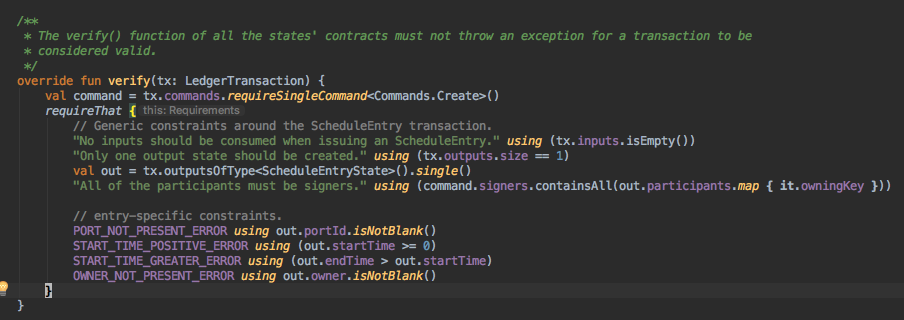 /**
 * The verify() function of all the states' contracts must not throw an exception for a transaction to be
 * considered valid.
 */
override fun verify(tx: LedgerTransaction) {
    val command = tx.commands.requireSingleCommand<Commands.Create>()
    requireThat { this: Requirements
        // Generic constraints around the ScheduleEntry transaction.
        "No inputs should be consumed when issuing an ScheduleEntry." using (tx.inputs.isEmpty())
        "Only one output state should be created." using (tx.outputs.size == 1)
        val out = tx.outputsOfType<ScheduleEntryState>().single()
        "All of the participants must be signers." using (command.signers.containsAll(out.participants.map { it.owningKey }))

        // entry-specific constraints.
        PORT_NOT_PRESENT_ERROR using out.portId.isNotBlank()
        START_TIME_POSITIVE_ERROR using (out.startTime >= 0)
        START_TIME_GREATER_ERROR using (out.endTime > out.startTime)
        OWNER_NOT_PRESENT_ERROR using out.owner.isNotBlank()
    }
}